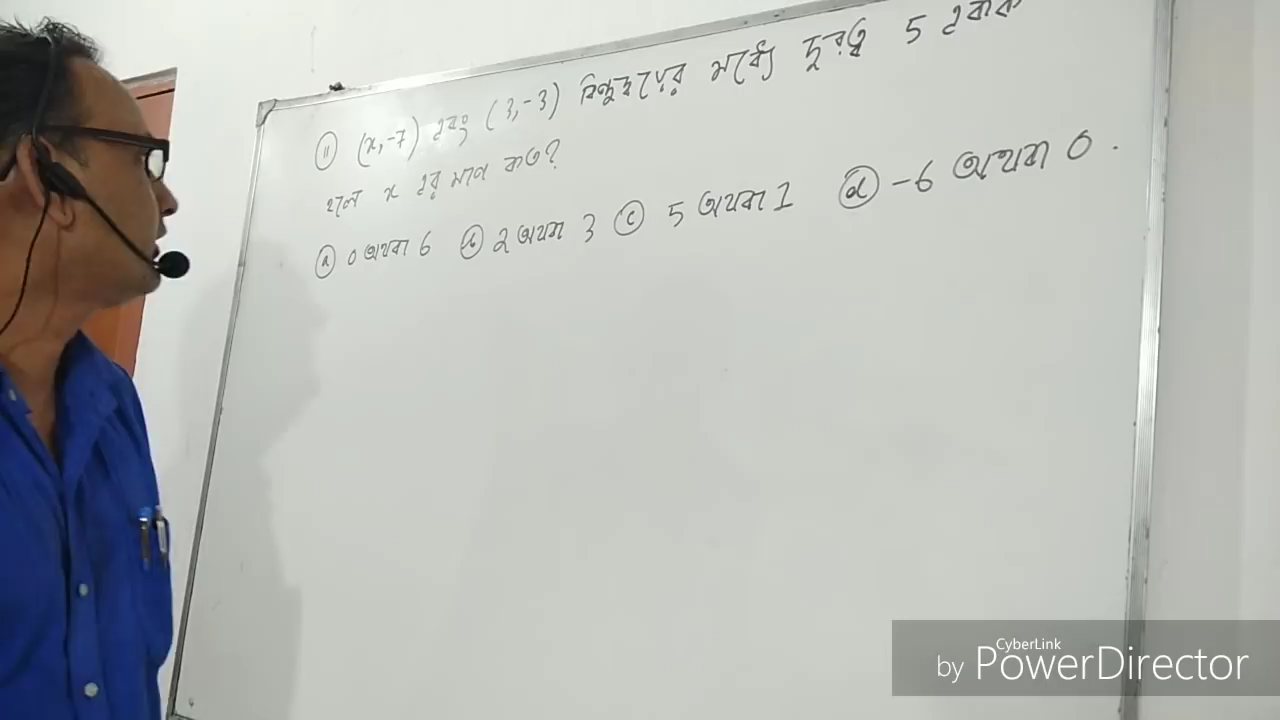 (11) (x,-7) এবং (3,-3) বিন্দুদ্বয়ের মধ্যে দূরত্ব 5 একক
হলে x এর মান কত?
(a) 0 অথবা 6 (b) 2 অথবা 3 (c) 5 অথবা 1 (d) -6 অথবা 0.
CyberLink
by PowerDirector